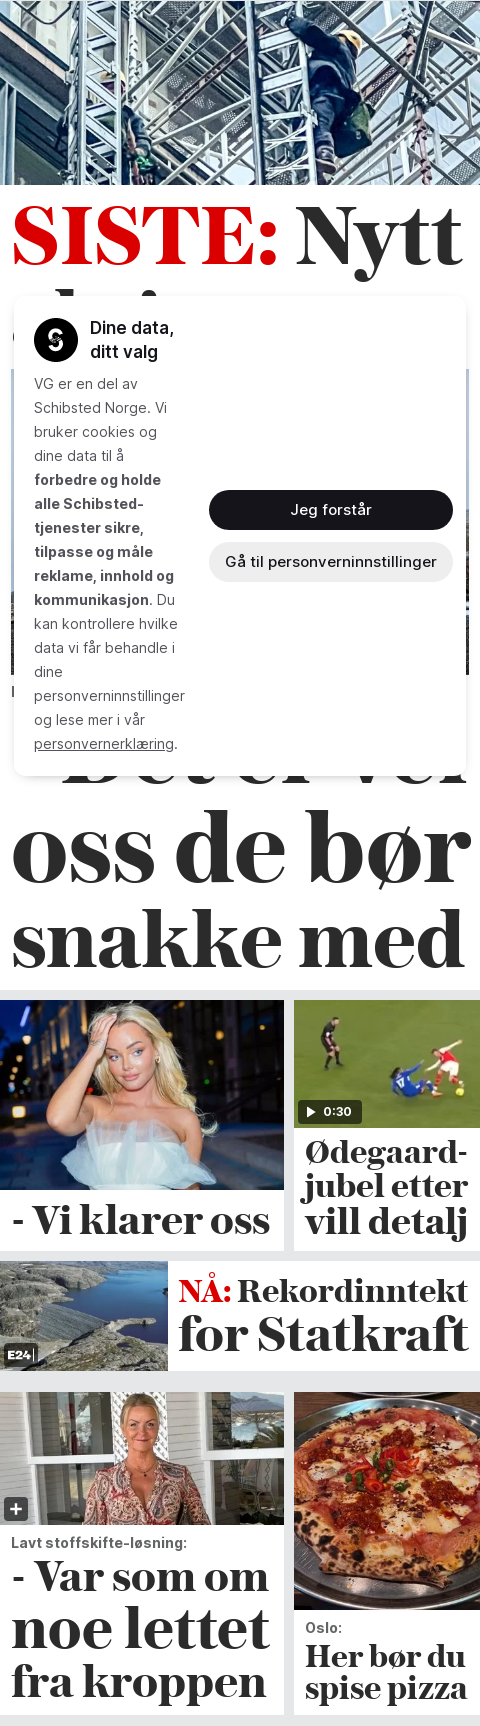 SISTE: Nytt
Dine data,
ditt valg
VG er en del av
Schibsted Norge. Vi
bruker cookies og
dine data til å
forbedre og holde
alle Schibsted-
tjenester sikre,
tilpasse og måle
reklame, innhold og
kommunikasjon. Du
kan kontrollere hvilke
data vi får behandle i
dine
personverninnstillinger
og lese mer i vår
personvernerklæring.
Jeg forstår
Gå til personverninnstillinger
oss de bør
snakke med
- Vi klarer oss
0:30
Ødegaard-
jubel etter
vill detalj
E24
NÅ: Rekordinntekt
for Statkraft
Lavt stoffskifte-løsning:
- Var som om
noe lettet
fra kroppen
Oslo:
Her bør du
spise pizza